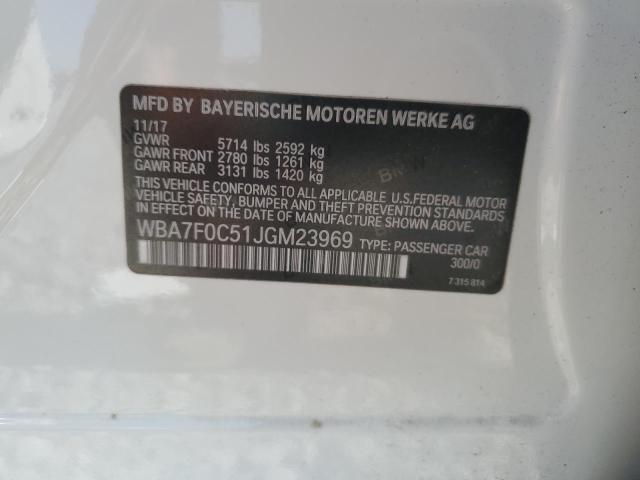 MFD BY BAYERISCHE MOTOREN WERKE AG
11/17
GVWR 5714 lbs 2592 kg
GAWR FRONT 2780 lbs 1261 kg
GAWR REAR 3131 lbs 1420 kg
THIS VEHICLE CONFORMS TO ALL APPLICABLE U.S.FEDERAL MOTOR
VEHICLE SAFETY, BUMPER AND THEFT PREVENTION STANDARDS
IN EFFECT ON THE DATE OF MANUFACTURE SHOWN ABOVE.
WBA7F0C51JGM23969 TYPE: PASSENGER CAR
300/0
7 315 814